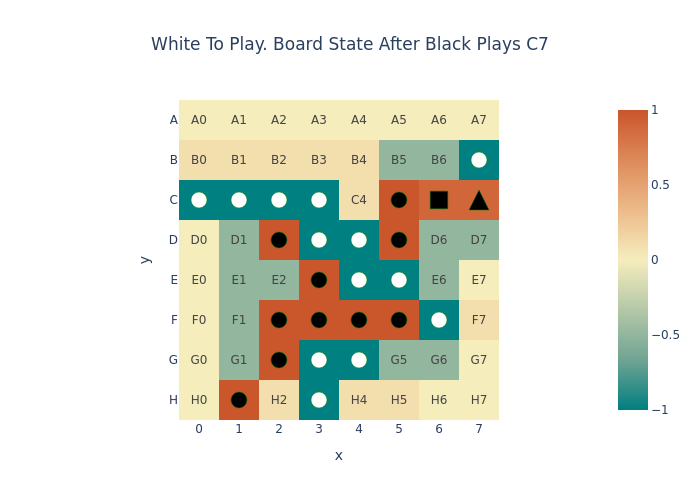 White To Play. Board State After Black Plays C7
A A0 A1 A2 A3 A4 A5 A6 A7 1
B B0 B1 B2 B3 B4 B5 B6
C C4 0.5
D D0 D1 D6 D7
y E E0 E1 E2 E6 E7 0
F F0 F1 F7 −0.5
G G0 G1 G5 G6 G7
H H0 H2 H4 H5 H6 H7 −1
0 1 2 3 4 5 6 7
x